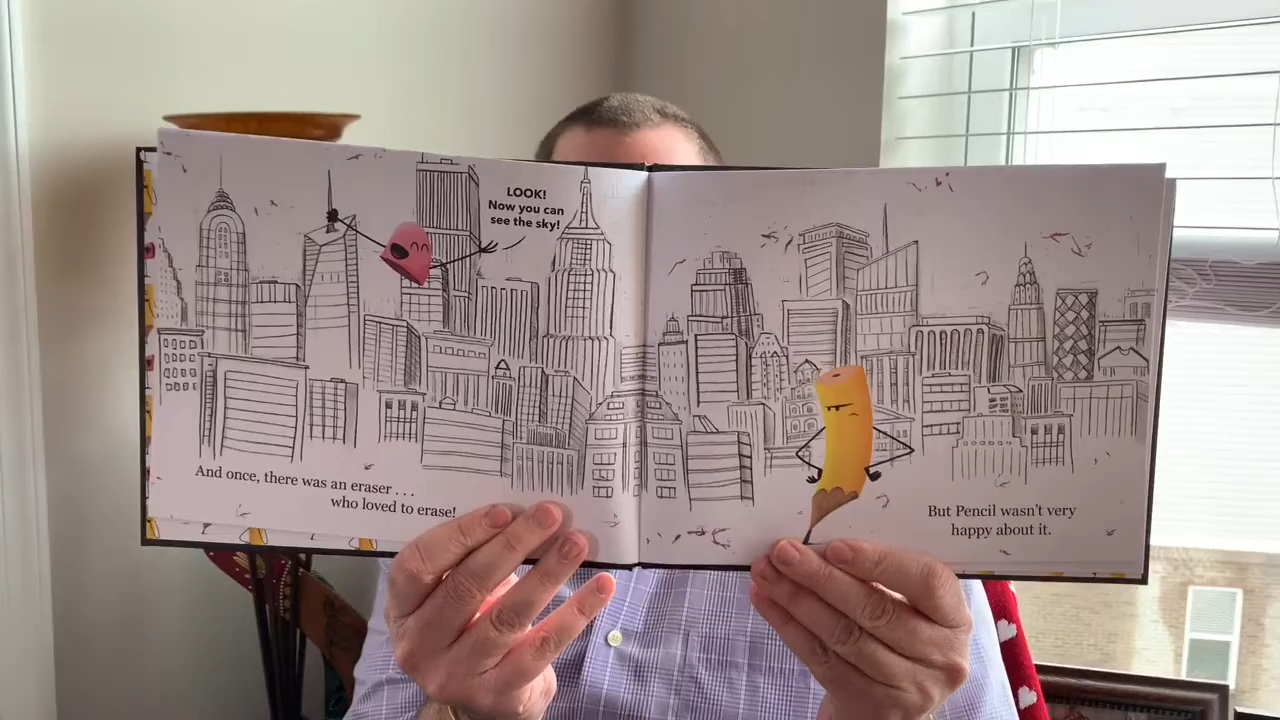 LOOK!
Now you can
see the sky!
And once, there was an eraser . . .
who loved to erase!
But Pencil wasn't very
happy about it.